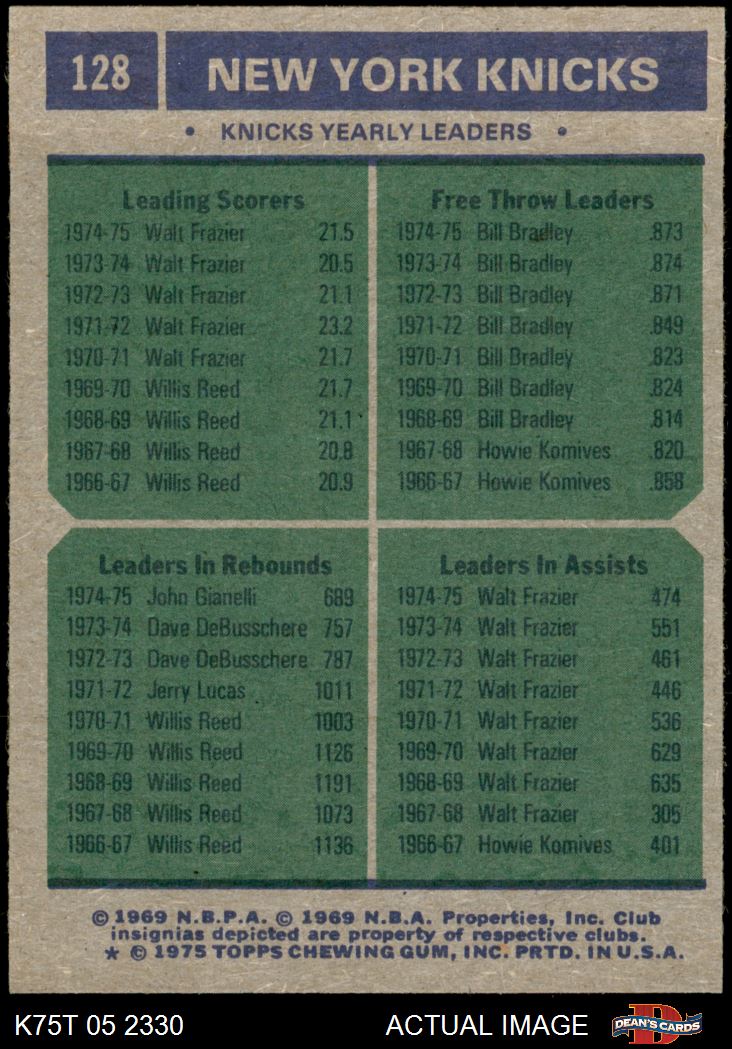 128 NEW YORK KNICKS
• KNICKS YEARLY LEADERS •
Leading Scorers
1974-75 Walt Frazier 21.5
1973-74 Walt Frazier 20.5
1972-73 Walt Frazier 21.1
1971-72 Walt Frazier 23.2
1970-71 Walt Frazier 21.7
1969-70 Willis Reed 21.7
1968-69 Willis Reed 21.1
1967-68 Willis Reed 20.8
1966-67 Willis Reed 20.9
Free Throw Leaders
1974-75 Bill Bradley .873
1973-74 Bill Bradley .874
1972-73 Bill Bradley .871
1971-72 Bill Bradley .849
1970-71 Bill Bradley .823
1969-70 Bill Bradley .824
1968-69 Bill Bradley .814
1967-68 Howie Komives .820
1966-67 Howie Komives .858
Leaders In Rebounds
1974-75 John Gianelli 689
1973-74 Dave DeBusschere 757
1972-73 Dave DeBusschere 787
1971-72 Jerry Lucas 1011
1970-71 Willis Reed 1003
1969-70 Willis Reed 1126
1968-69 Willis Reed 1191
1967-68 Willis Reed 1073
1966-67 Willis Reed 1136
Leaders In Assists
1974-75 Walt Frazier 474
1973-74 Walt Frazier 551
1972-73 Walt Frazier 461
1971-72 Walt Frazier 446
1970-71 Walt Frazier 536
1969-70 Walt Frazier 629
1968-69 Walt Frazier 635
1967-68 Walt Frazier 305
1966-67 Howie Komives 401
© 1969 N.B.P.A. © 1969 N.B.A. Properties, Inc. Club
insignias depicted are property of respective clubs.
★ © 1975 TOPPS CHEWING GUM, INC. PRTD. IN U.S.A.
K75T 05 2330 ACTUAL IMAGE D DEAN'S CARDS